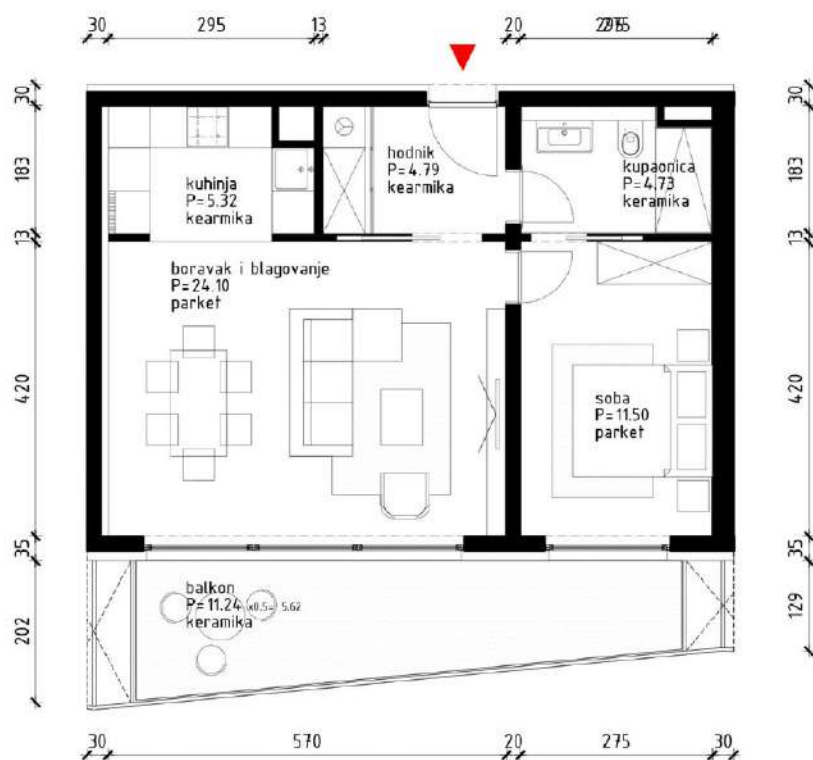 30
295
13
20
30
183
13
420
35
202
30
183
13
420
35
129
kuhinja
P=5.32
kearmika
hodnik
P=4.79
kearmika
kupaonica
P=4.73
keramika
boravak i blagovanje
P=24.10
parket
soba
P=11.50
parket
balkon
P=11.24 x0.5= 5.62
keramika
30
570
20
275
30